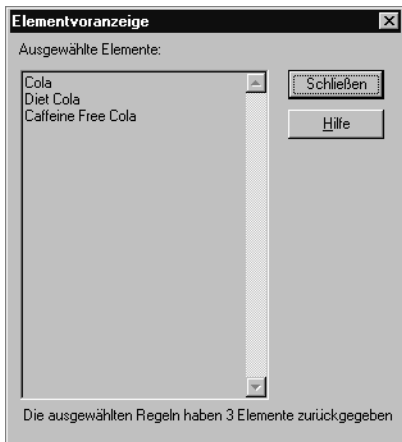 Elementvoranzeige
Ausgewählte Elemente:
Cola
Diet Cola
Caffeine Free Cola
Schließen
Hilfe
Die ausgewählten Regeln haben 3 Elemente zurückgegeben